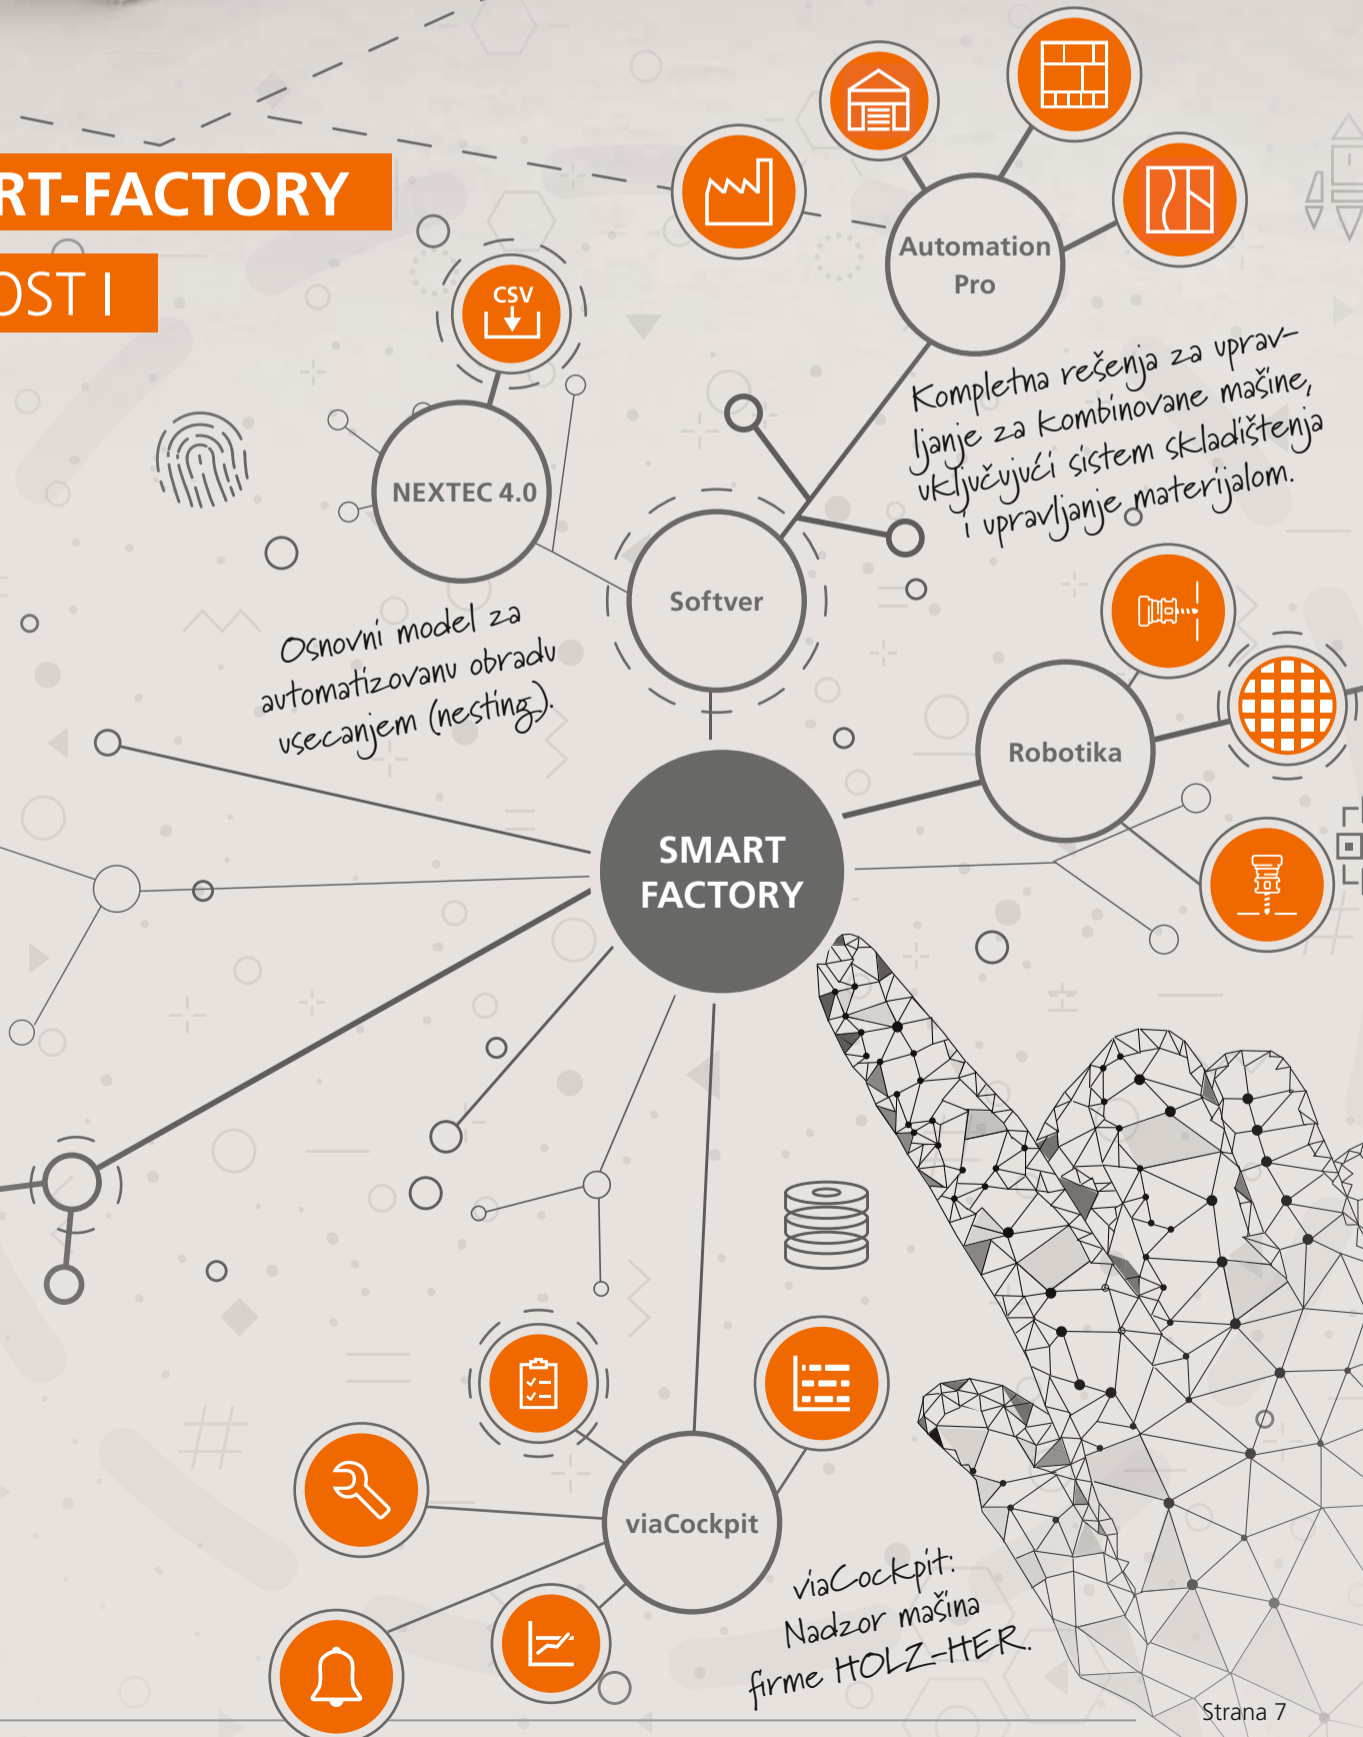 RT-FACTORY
OST I
CSV
Automation
Pro
Kompletna rešenja za uprav-
ljanje za kombinovane mašine,
uključujući sistem skladištenja
i upravljanje materijalom.
NEXTEC 4.0
Softver
Osnovni model za
automatizovanu obradu
usecanjem (nesting).
Robotika
SMART
FACTORY
viaCockpit
viaCockpit:
Nadzor mašina
firme HOLZ-HER.
Strana 7